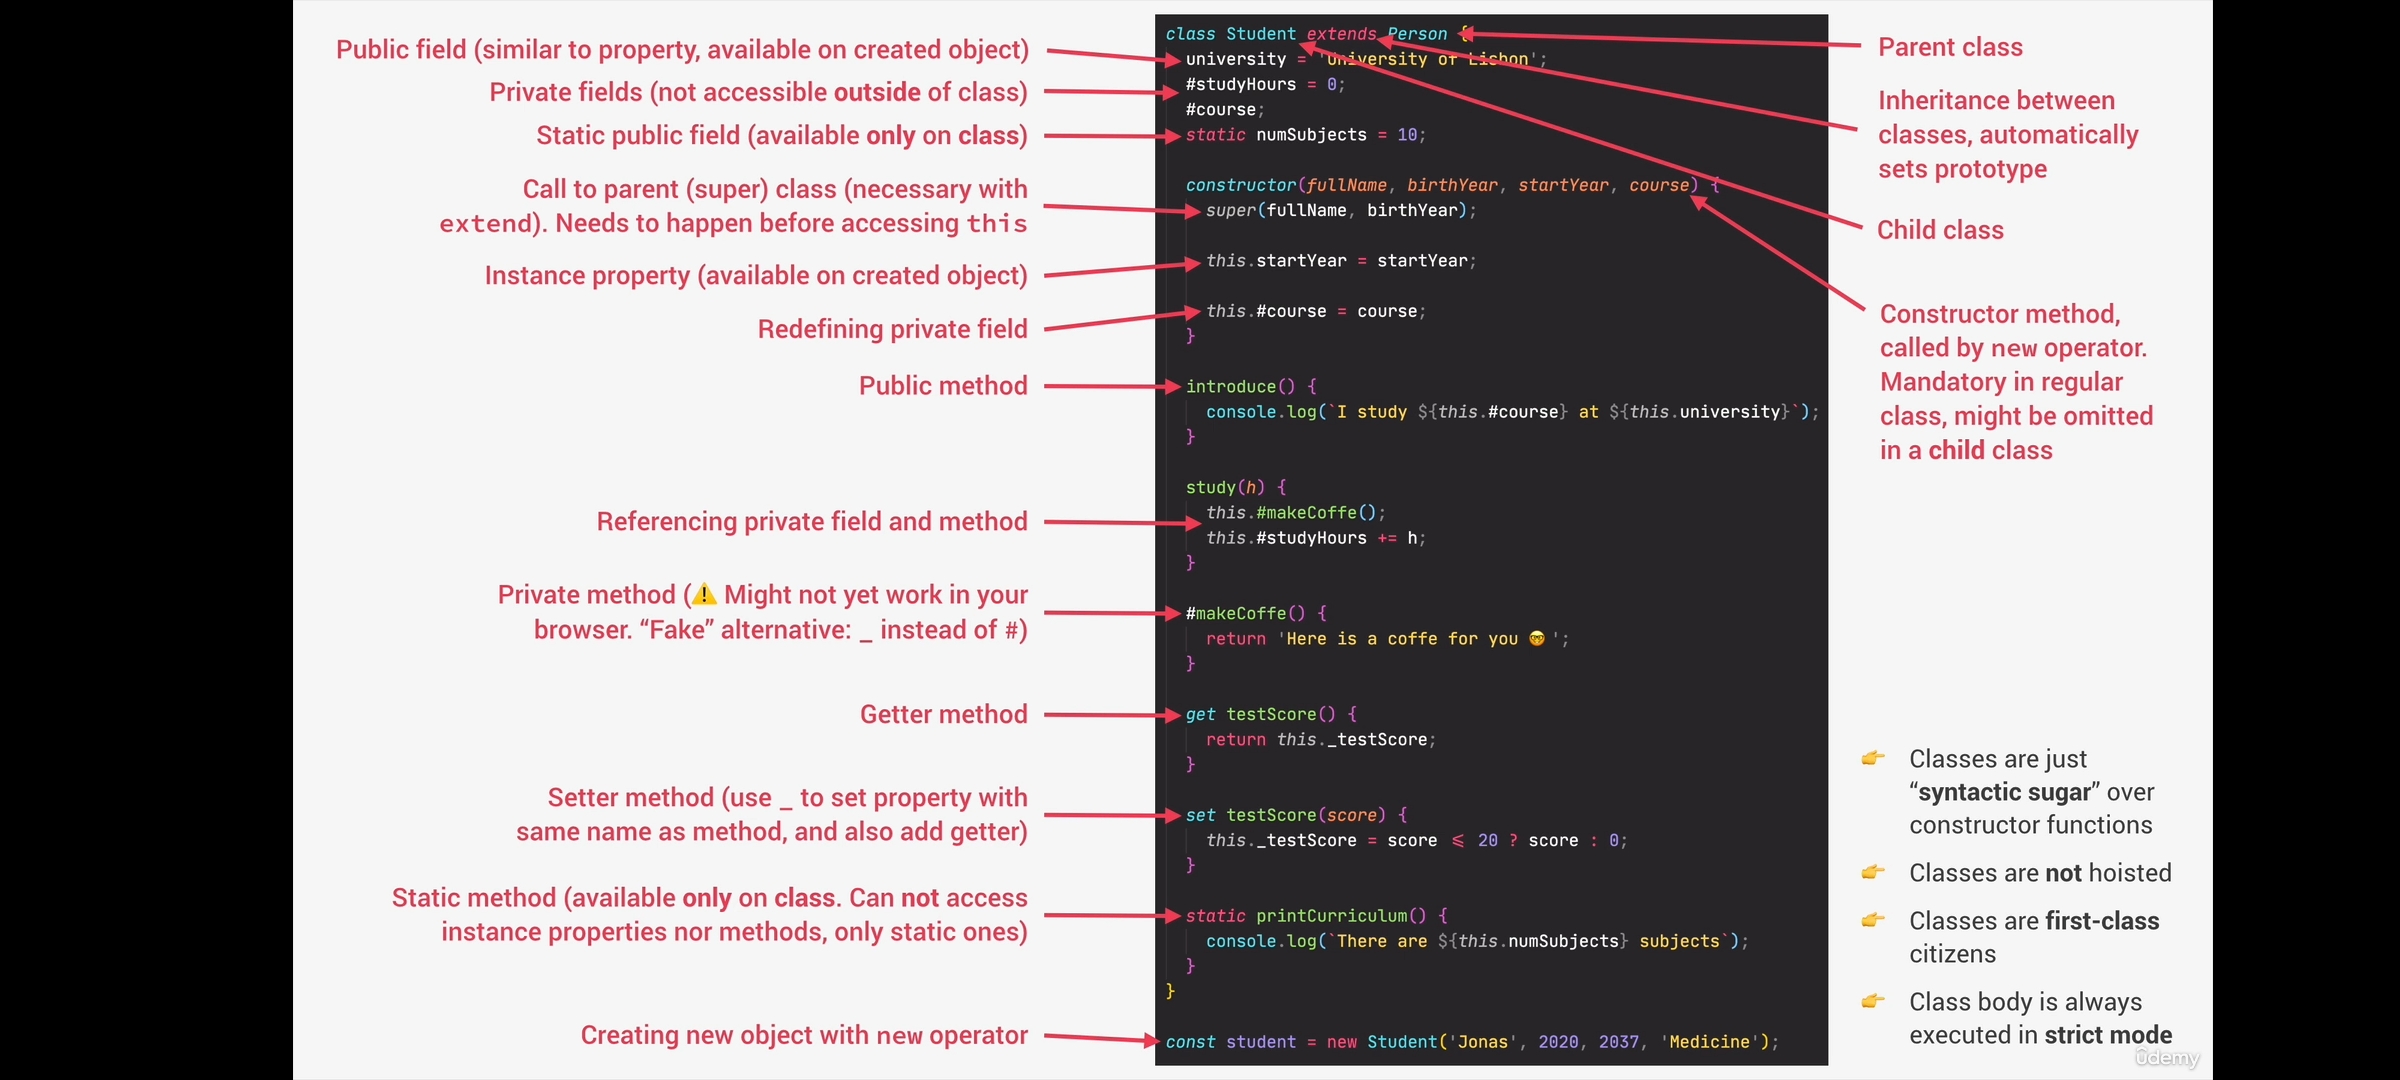 Public field (similar to property, available on created object)
Private fields (not accessible outside of class)
Static public field (available only on class)
Call to parent (super) class (necessary with
extend). Needs to happen before accessing this
Instance property (available on created object)
Redefining private field
Public method
Referencing private field and method
Private method (⚠️ Might not yet work in your
browser. “Fake” alternative: _ instead of #)
Getter method
Setter method (use _ to set property with
same name as method, and also add getter)
Static method (available only on class. Can not access
instance properties nor methods, only static ones)
Creating new object with new operator
class Student extends Person {
university = 'University of Lisbon';
#studyHours = 0;
#course;
static numSubjects = 10;
constructor(fullName, birthYear, startYear, course) {
super(fullName, birthYear);
this.startYear = startYear;
this.#course = course;
}
introduce() {
console.log(`I study ${this.#course} at ${this.university}`);
}
study(h) {
this.#makeCoffe();
this.#studyHours += h;
}
#makeCoffe() {
return 'Here is a coffe for you 🤓 ';
}
get testScore() {
return this._testScore;
}
set testScore(score) {
this._testScore = score ⩽ 20 ? score : 0;
}
static printCurriculum() {
console.log(`There are ${this.numSubjects} subjects`);
}
}
const student = new Student('Jonas', 2020, 2037, 'Medicine');
Parent class
Inheritance between
classes, automatically
sets prototype
Child class
Constructor method,
called by new operator.
Mandatory in regular
class, might be omitted
in a child class
👉 Classes are just
“syntactic sugar” over
constructor functions
👉 Classes are not hoisted
👉 Classes are first-class
citizens
👉 Class body is always
executed in strict mode
ûdemy